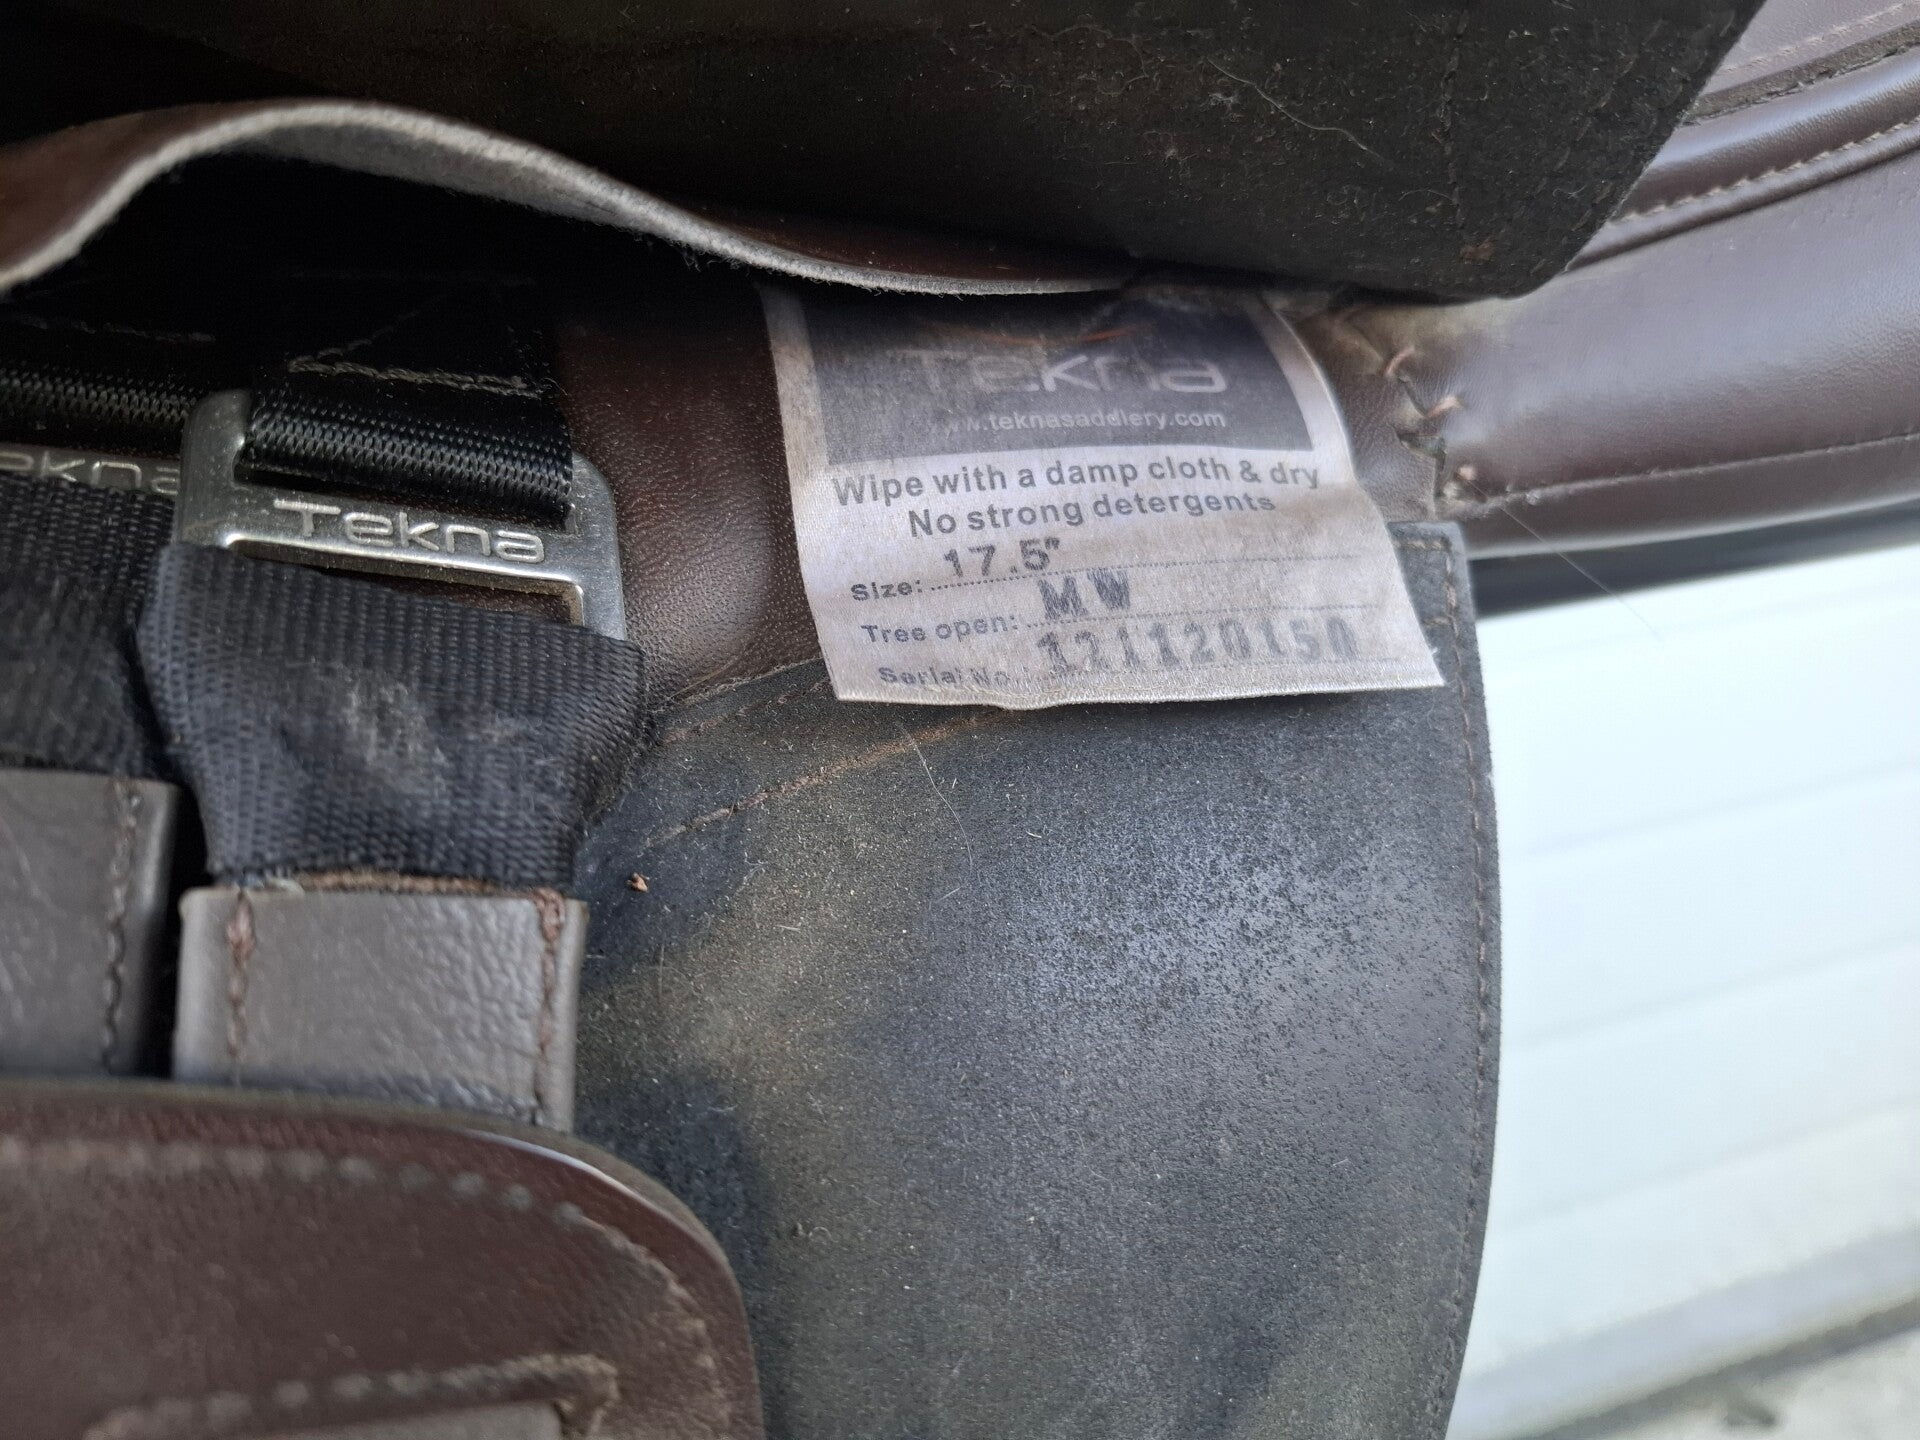 Tekna
www.teknasaddlery.com
Wipe with a damp cloth & dry
No strong detergents
Size: 17.5"
Tree open: MW
Serial No.
ekna
Tekna